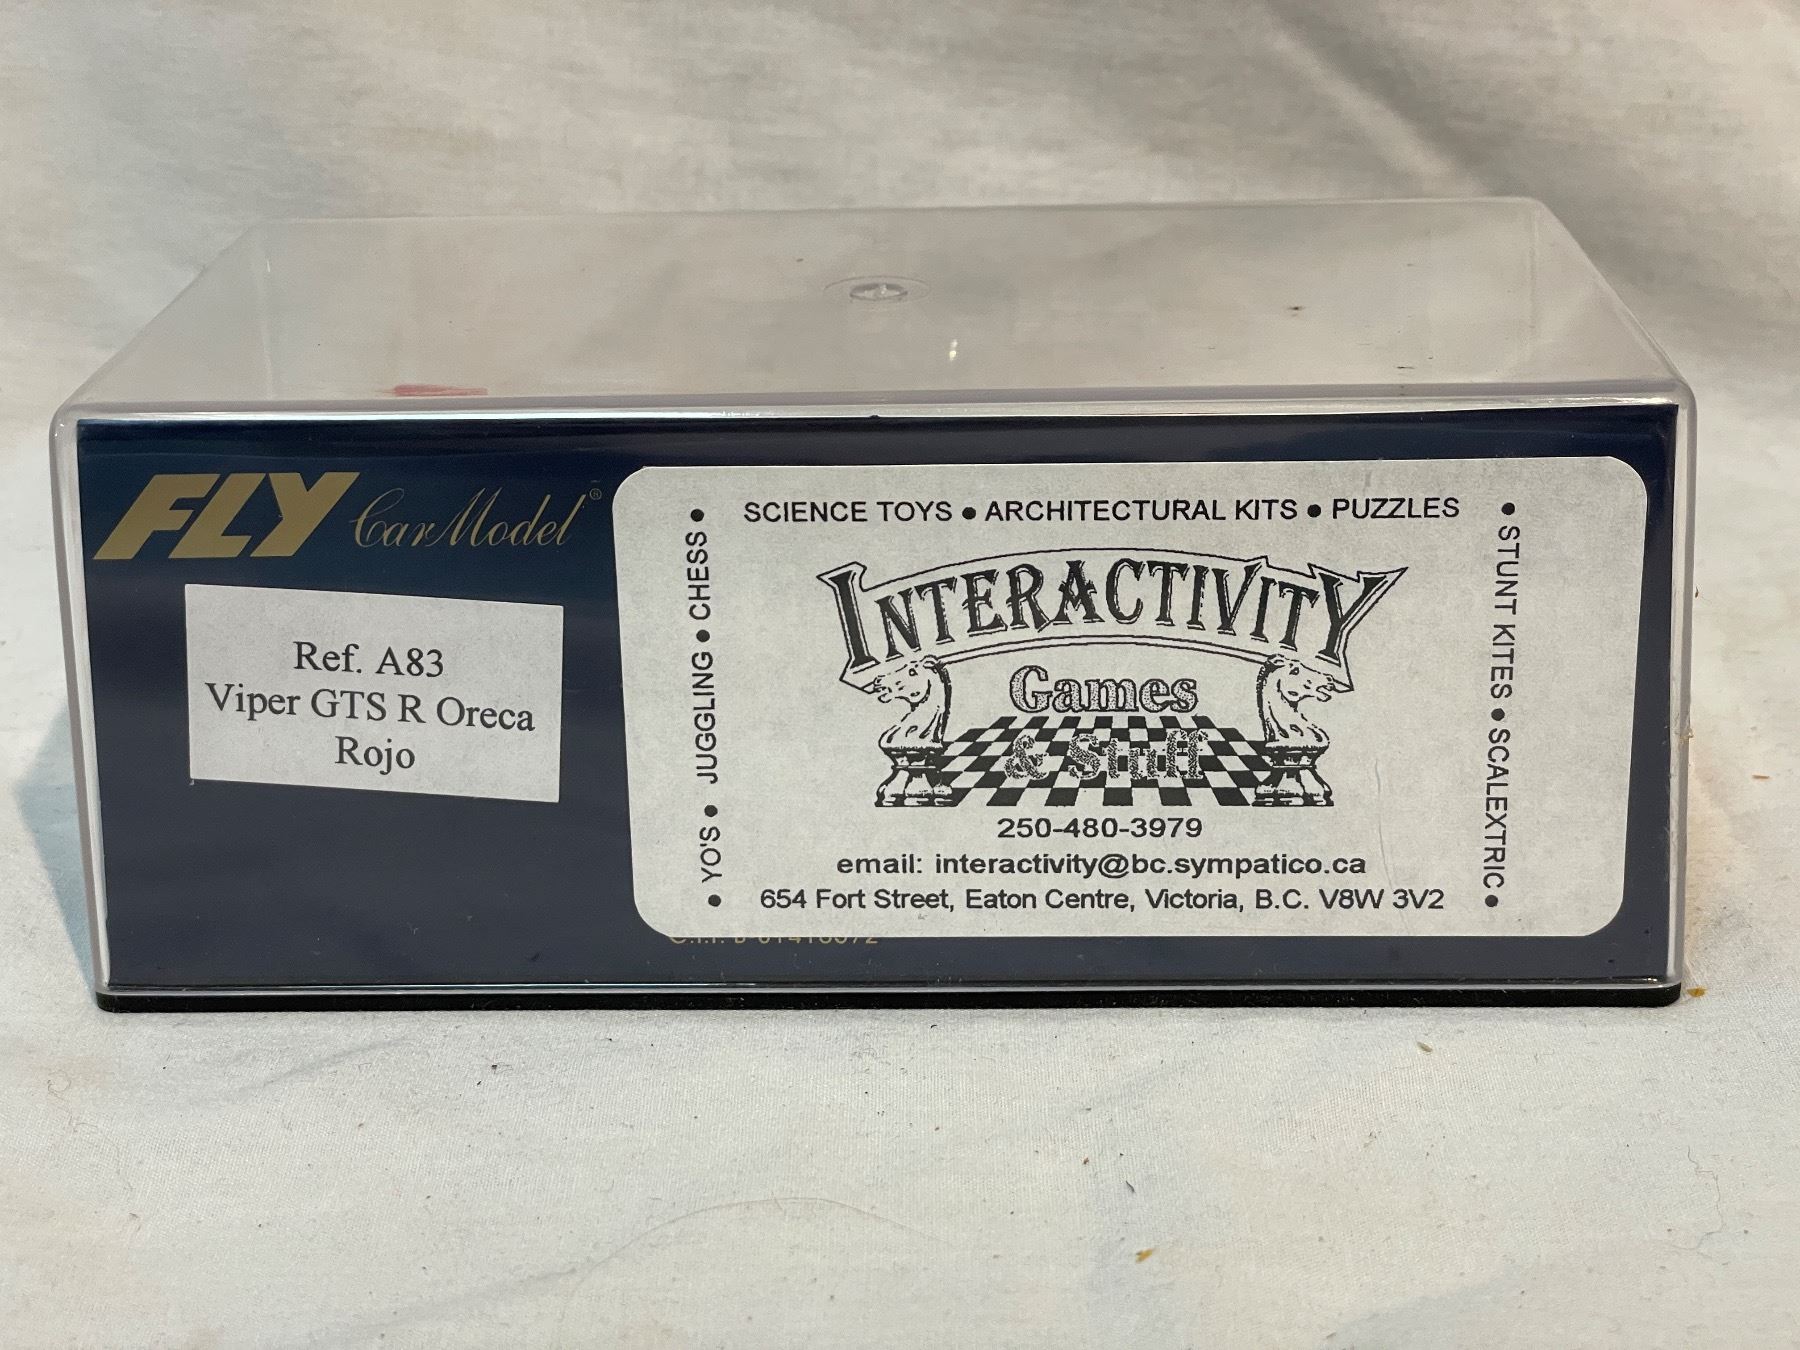 FLY Car Model ®
Ref. A83
Viper GTS R Oreca
Rojo
SCIENCE TOYS • ARCHITECTURAL KITS • PUZZLES
• YO'S • JUGGLING • CHESS •
• STUNT KITES • SCALEXTRIC •
INTERACTIVITY
Games
& Stuff
250-480-3979
email: interactivity@bc.sympatico.ca
654 Fort Street, Eaton Centre, Victoria, B.C. V8W 3V2